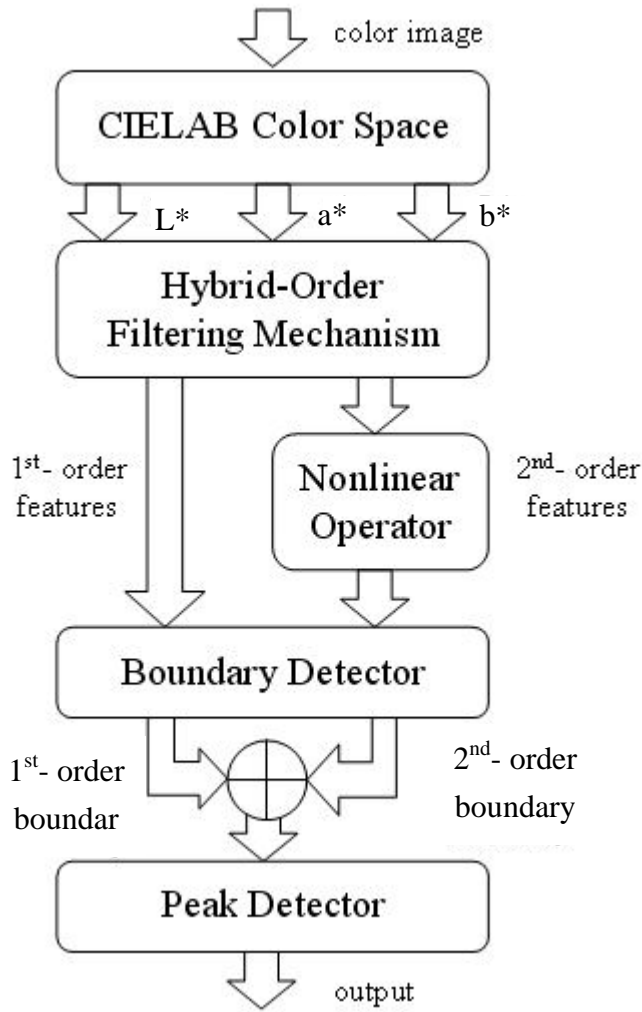 color image
CIELAB Color Space
L*
a*
b*
Hybrid-Order
Filtering Mechanism
1st- order
features
Nonlinear
Operator
2nd- order
features
Boundary Detector
1st- order
boundar
2nd- order
boundary
Peak Detector
output